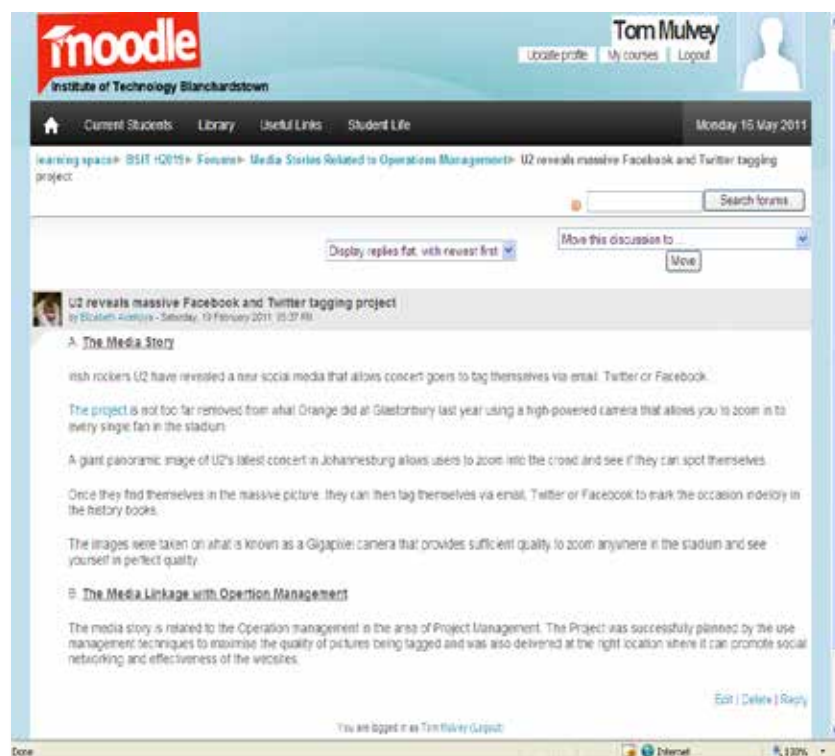 moodle
Institute of Technology Blanchardstown
Tom Mulvey
Update profile | My courses | Logout
Current Students Library Useful Links Student Life
Monday 16 May 2011
learning space► BSIT H2015► Forums► Media Stories Related to Operations Management► U2 reveals massive Facebook and Twitter tagging
project
Search forums
Display replies flat, with newest first
Move this discussion to ...
Move
U2 reveals massive Facebook and Twitter tagging project
by Elizabeth - Saturday, 19 February 2011, 05:37 PM
A. The Media Story
Irish rockers U2 have revealed a new social media that allows concert goers to tag themselves via email, Twitter or Facebook.
The project is not too far removed from what Orange did at Glastonbury last year using a high-powered camera that allows you to zoom in to
every single fan in the stadium.
A giant panoramic image of U2's latest concert in Johannesburg allows users to zoom into the crowd and see if they can spot themselves.
Once they find themselves in the massive picture, they can then tag themselves via email, Twitter or Facebook to mark the occasion indelibly in
the history books.
The images were taken on what is known as a Gigapixel camera that provides sufficient quality to zoom anywhere in the stadium and see
yourself in perfect quality.
B. The Media Linkage with Opertion Management
The media story is related to the Operation management in the area of Project Management. The Project was successfully planned by the use
management techniques to maximise the quality of pictures being tagged and was also delivered at the right location where it can promote social
networking and effectiveness of the websites.
Edit | Delete | Reply
You are logged in as Tom Mulvey (Logout)
Done
Internet
100%